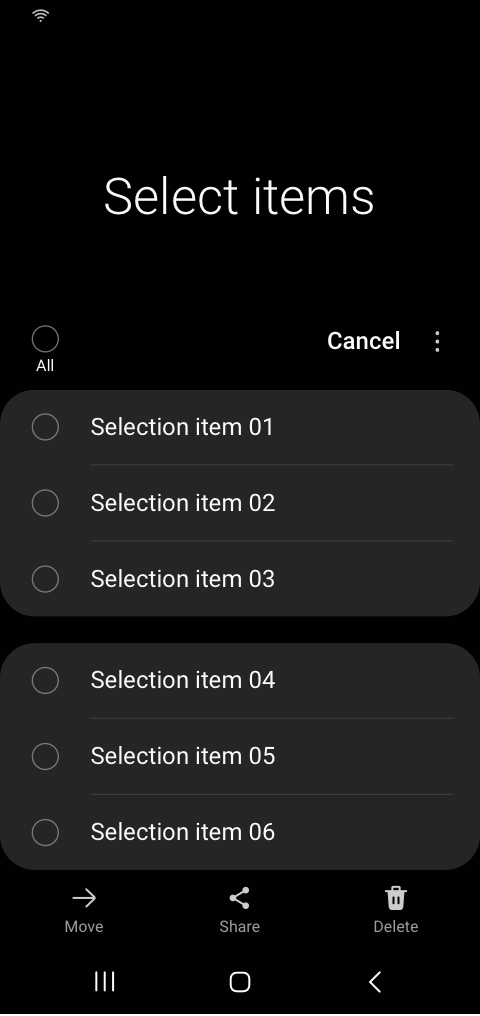 Select items
All
Cancel
Selection item 01
Selection item 02
Selection item 03
Selection item 04
Selection item 05
Selection item 06
Move
Share
Delete